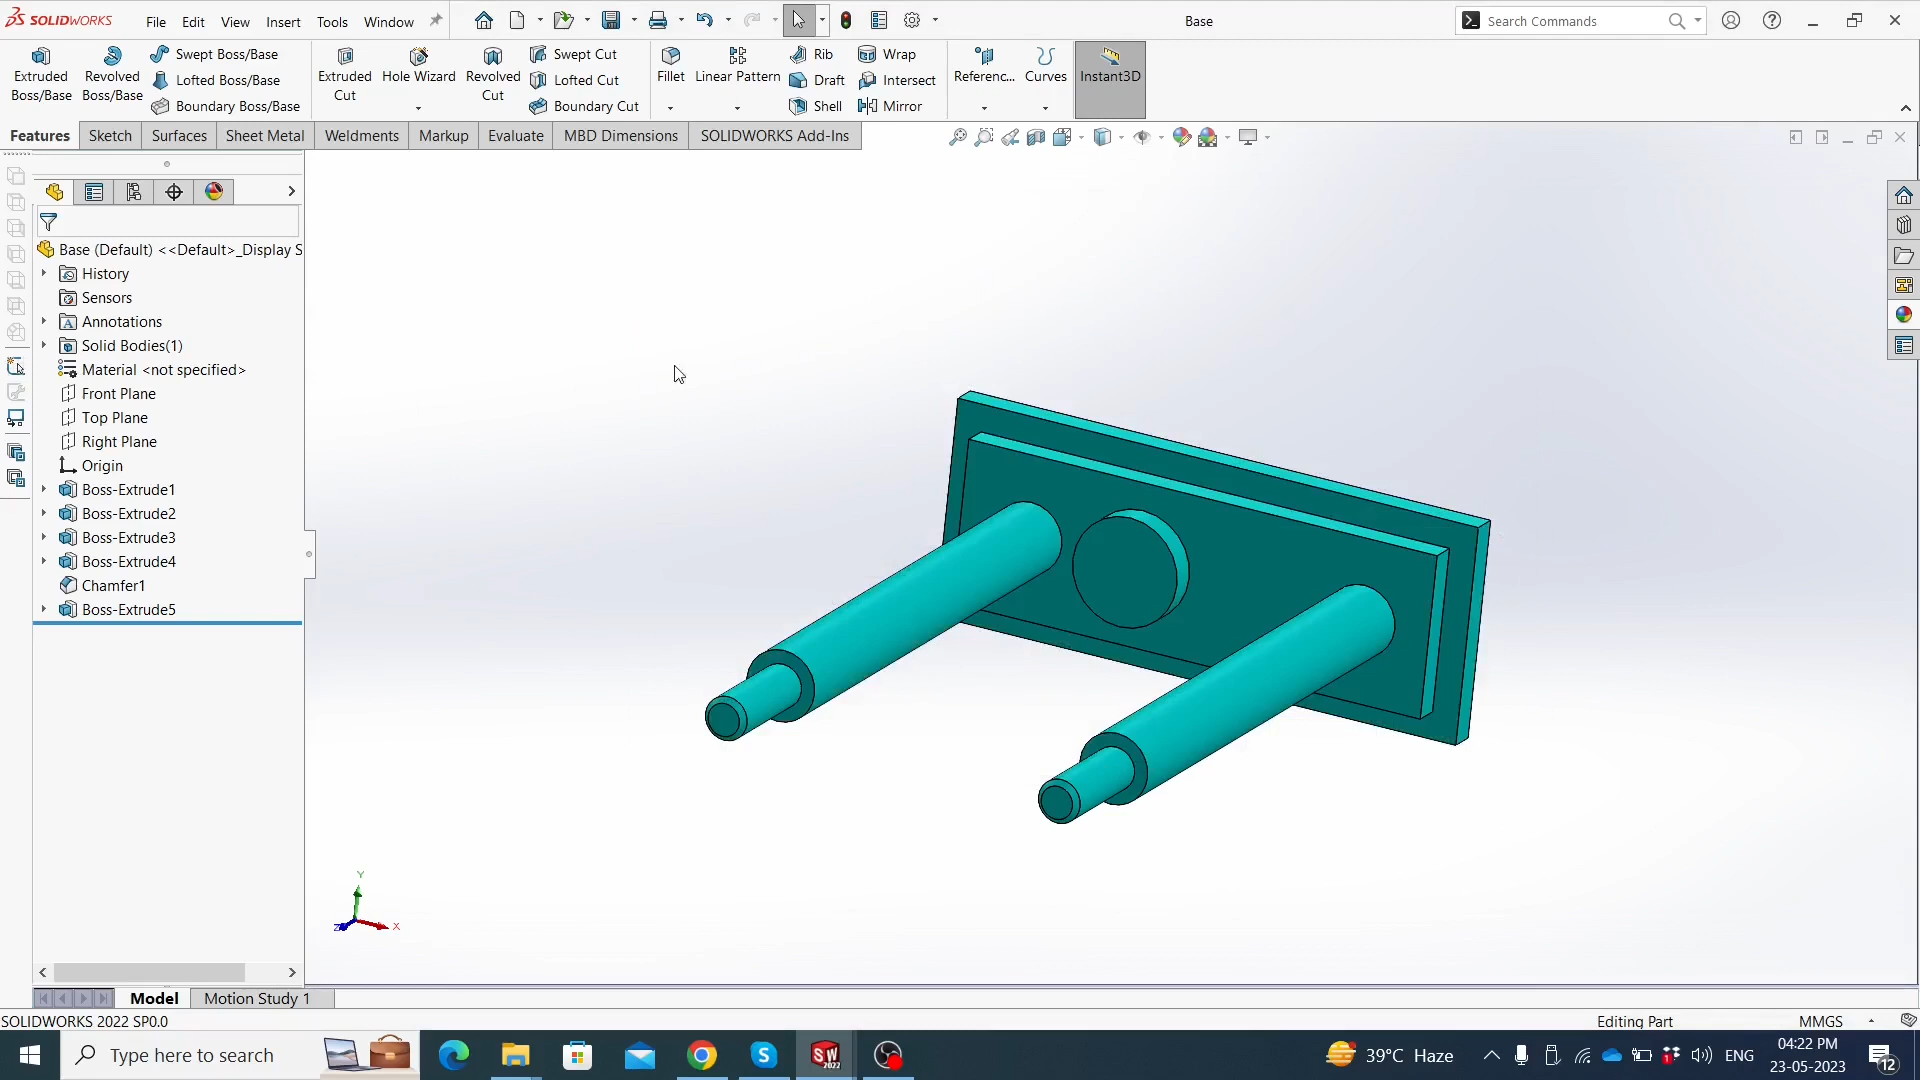 SOLIDWORKS
File
Edit
View
Insert
Tools
Window
Base
Search Commands
Extruded
Boss/Base
Revolved
Boss/Base
Swept Boss/Base
Lofted Boss/Base
Boundary Boss/Base
Extruded
Cut
Hole Wizard
Revolved
Cut
Swept Cut
Lofted Cut
Boundary Cut
Fillet
Linear Pattern
Rib
Draft
Shell
Wrap
Intersect
Mirror
Referenc...
Curves
Instant3D
Features
Sketch
Surfaces
Sheet Metal
Weldments
Markup
Evaluate
MBD Dimensions
SOLIDWORKS Add-Ins
Base (Default) <<Default>_Display S
History
Sensors
Annotations
Solid Bodies(1)
Material <not specified>
Front Plane
Top Plane
Right Plane
Origin
Boss-Extrude1
Boss-Extrude2
Boss-Extrude3
Boss-Extrude4
Chamfer1
Boss-Extrude5
Y
Z
X
Model
Motion Study 1
SOLIDWORKS 2022 SP0.0
Editing Part
MMGS
Type here to search
SW
2022
39°C Haze
ENG
04:22 PM
23-05-2023
12